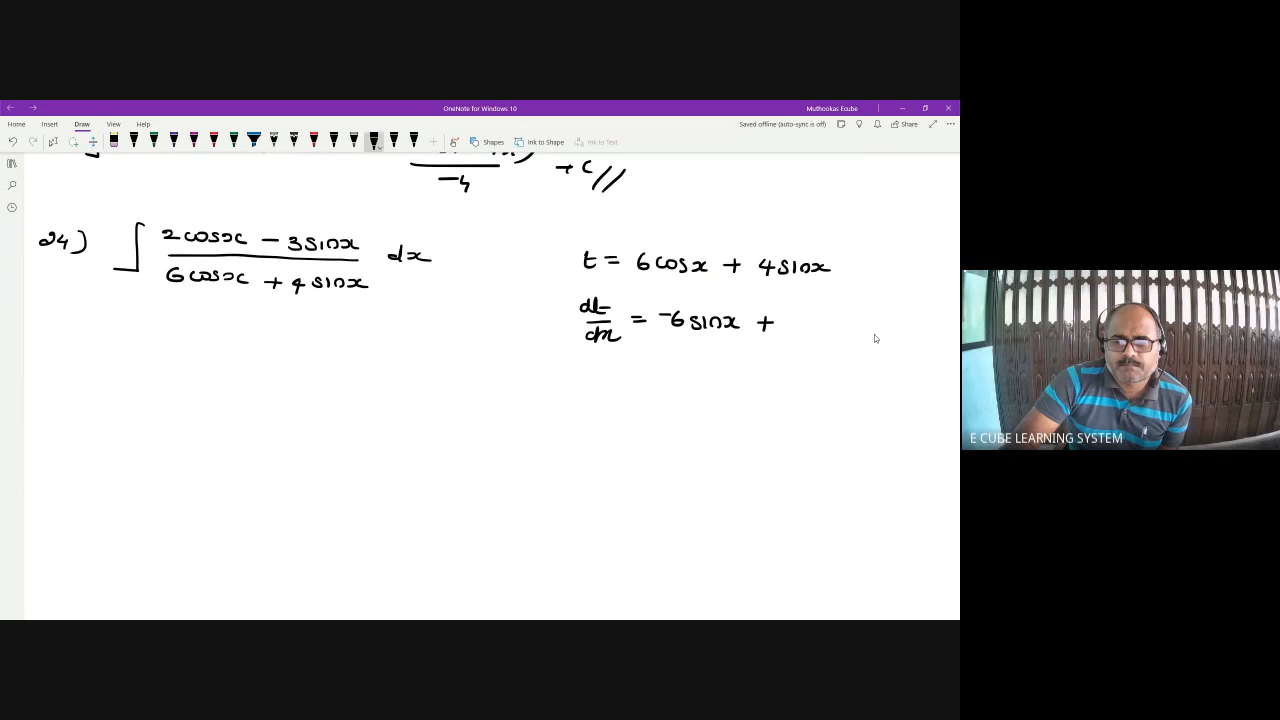 OneNote for Windows 10
Muthookas Ecube
Home Insert Draw View Help
Saved offline (auto-sync is off)
Share
Shapes
Ink to Shape
Ink to Text
-4
+ C //
24) ∫ 2cosx - 3sinx / 6cosx + 4sinx dx
t = 6cosx + 4sinx
dt/dx = -6sinx +
E CUBE LEARNING SYSTEM